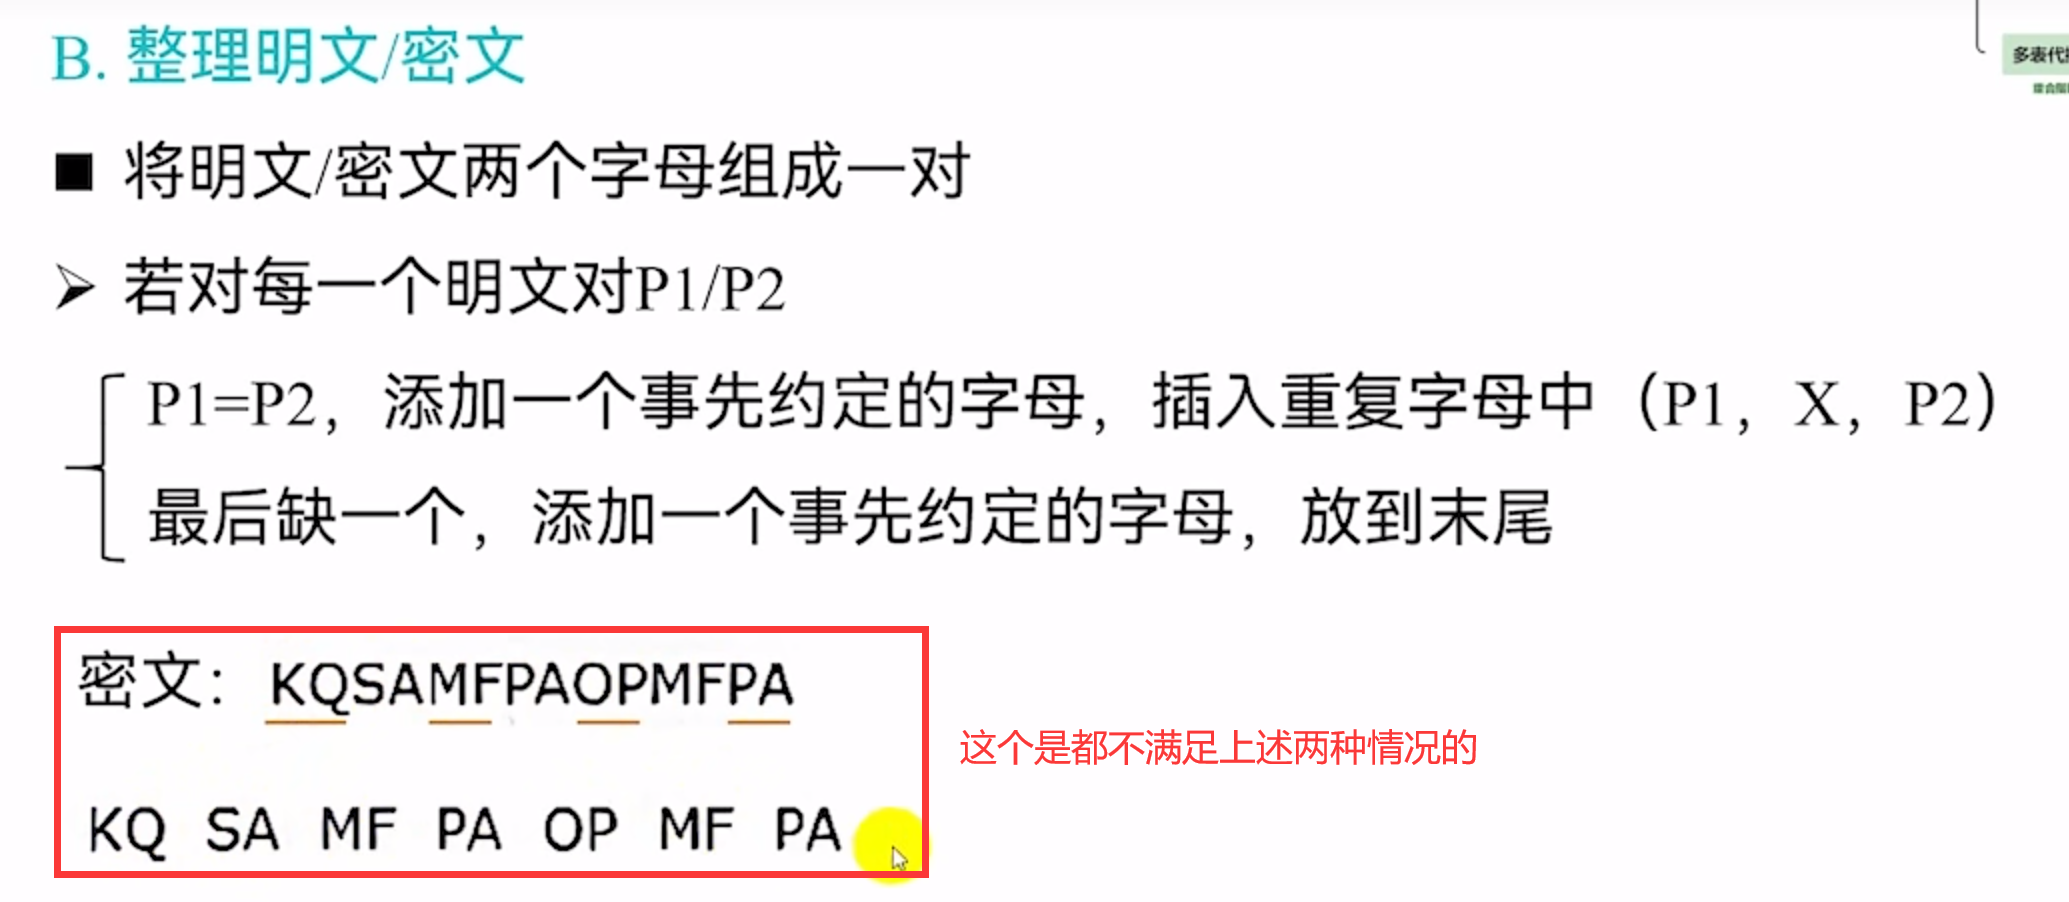 B. 整理明文/密文
多表代
■ 将明文/密文两个字母组成一对
➢ 若对每一个明文对P1/P2
P1=P2，添加一个事先约定的字母，插入重复字母中（P1，X，P2）
最后缺一个，添加一个事先约定的字母，放到末尾
密文：KQSAMFPAOPMFPA
这个是都不满足上述两种情况的
KQ SA MF PA OP MF PA